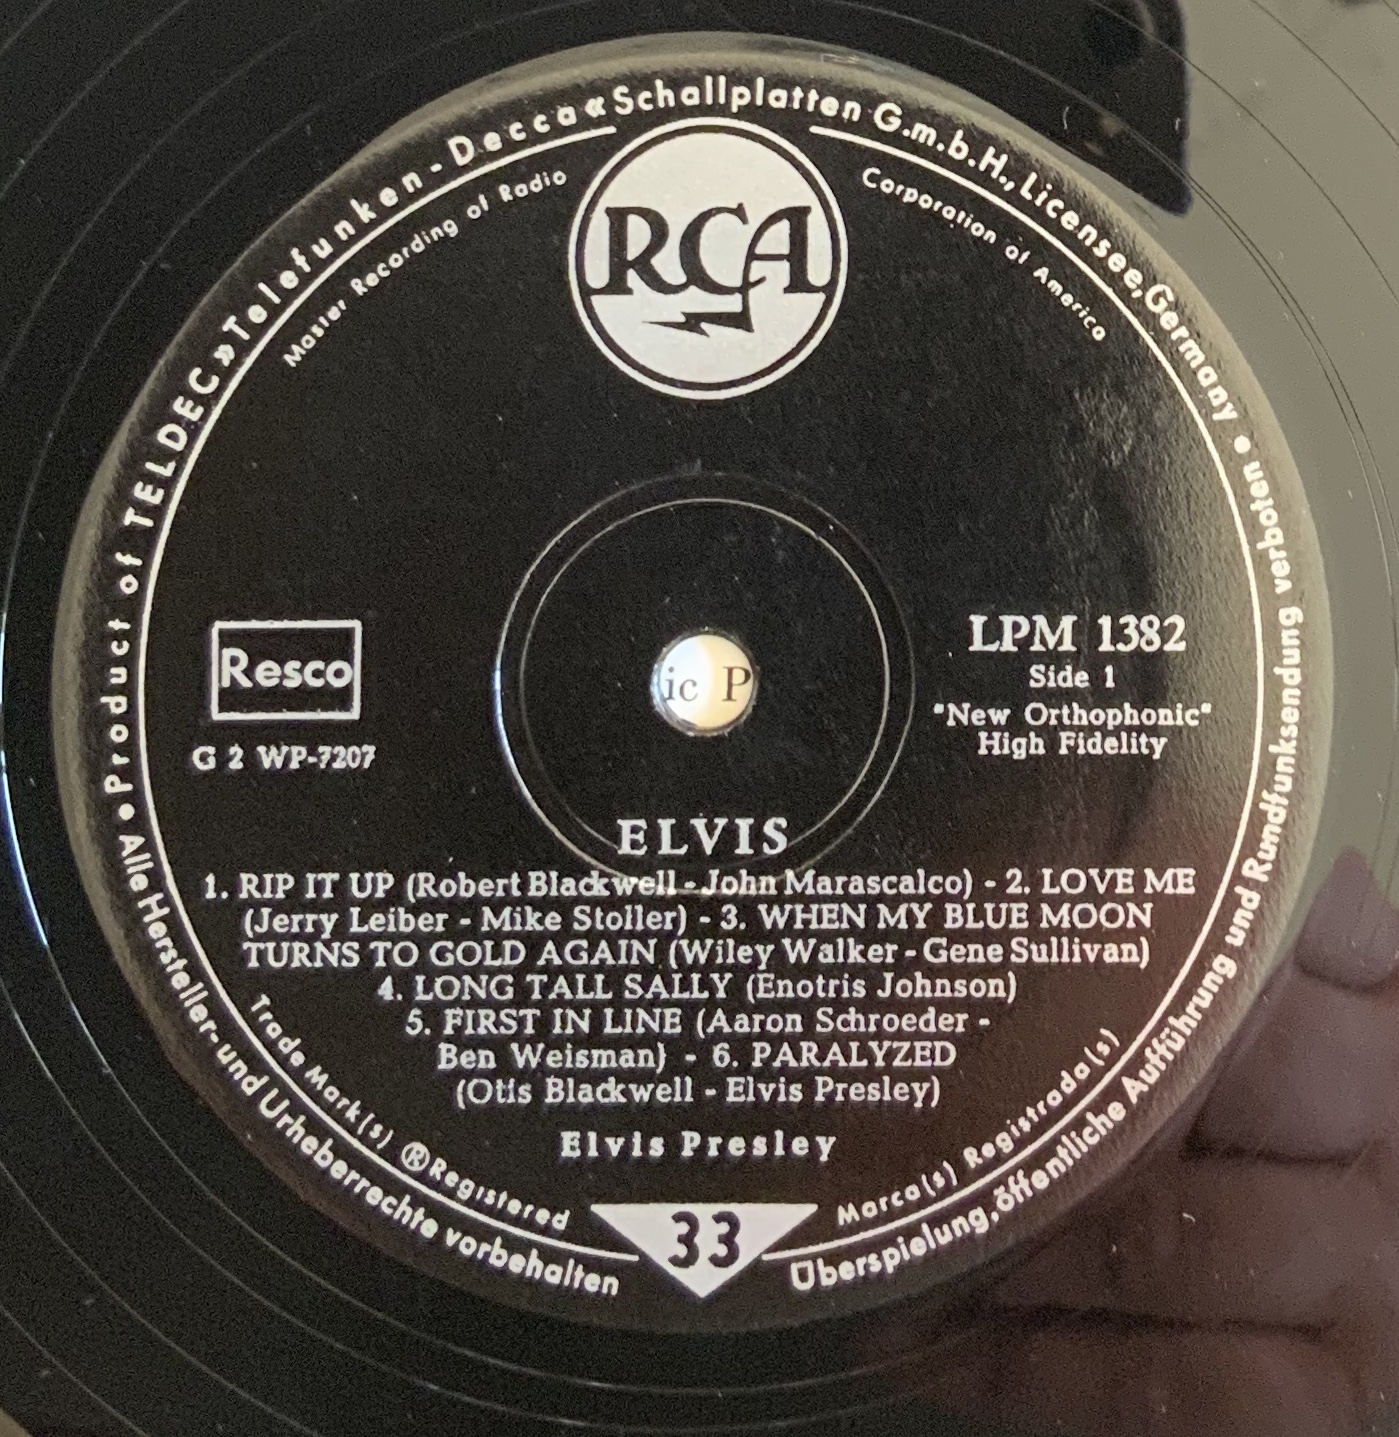 • Product of TELDEC »Telefunken - Decca« Schallplatten G.m.b.H., Licensee, Germany •
Master Recording of Radio Corporation of America
RCA
Resco
G 2 WP-7207
ic P
LPM 1382
Side 1
"New Orthophonic"
High Fidelity
ELVIS
1. RIP IT UP (Robert Blackwell - John Marascalco) - 2. LOVE ME
(Jerry Leiber - Mike Stoller) - 3. WHEN MY BLUE MOON
TURNS TO GOLD AGAIN (Wiley Walker - Gene Sullivan)
4. LONG TALL SALLY (Enotris Johnson)
5. FIRST IN LINE (Aaron Schroeder -
Ben Weisman) - 6. PARALYZED
(Otis Blackwell - Elvis Presley)
Elvis Presley
Trade Mark(s) ® Registered
Marca(s) Registrada(s)
33
Alle Hersteller- und Urheberrechte vorbehalten
Überspielung, öffentliche Aufführung und Rundfunksendung verboten